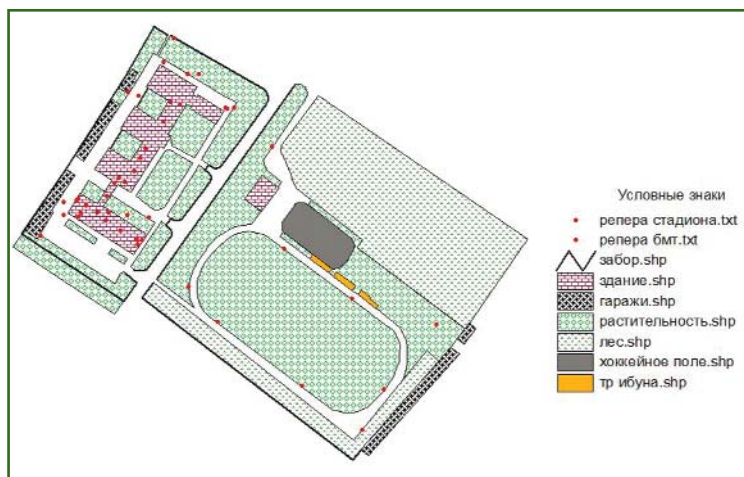 Условные знаки
репера стадиона.txt
репера бмт.txt
забор.shp
здание.shp
гаражи.shp
растительность.shp
лес.shp
хоккейное поле.shp
тр ибуна.shp